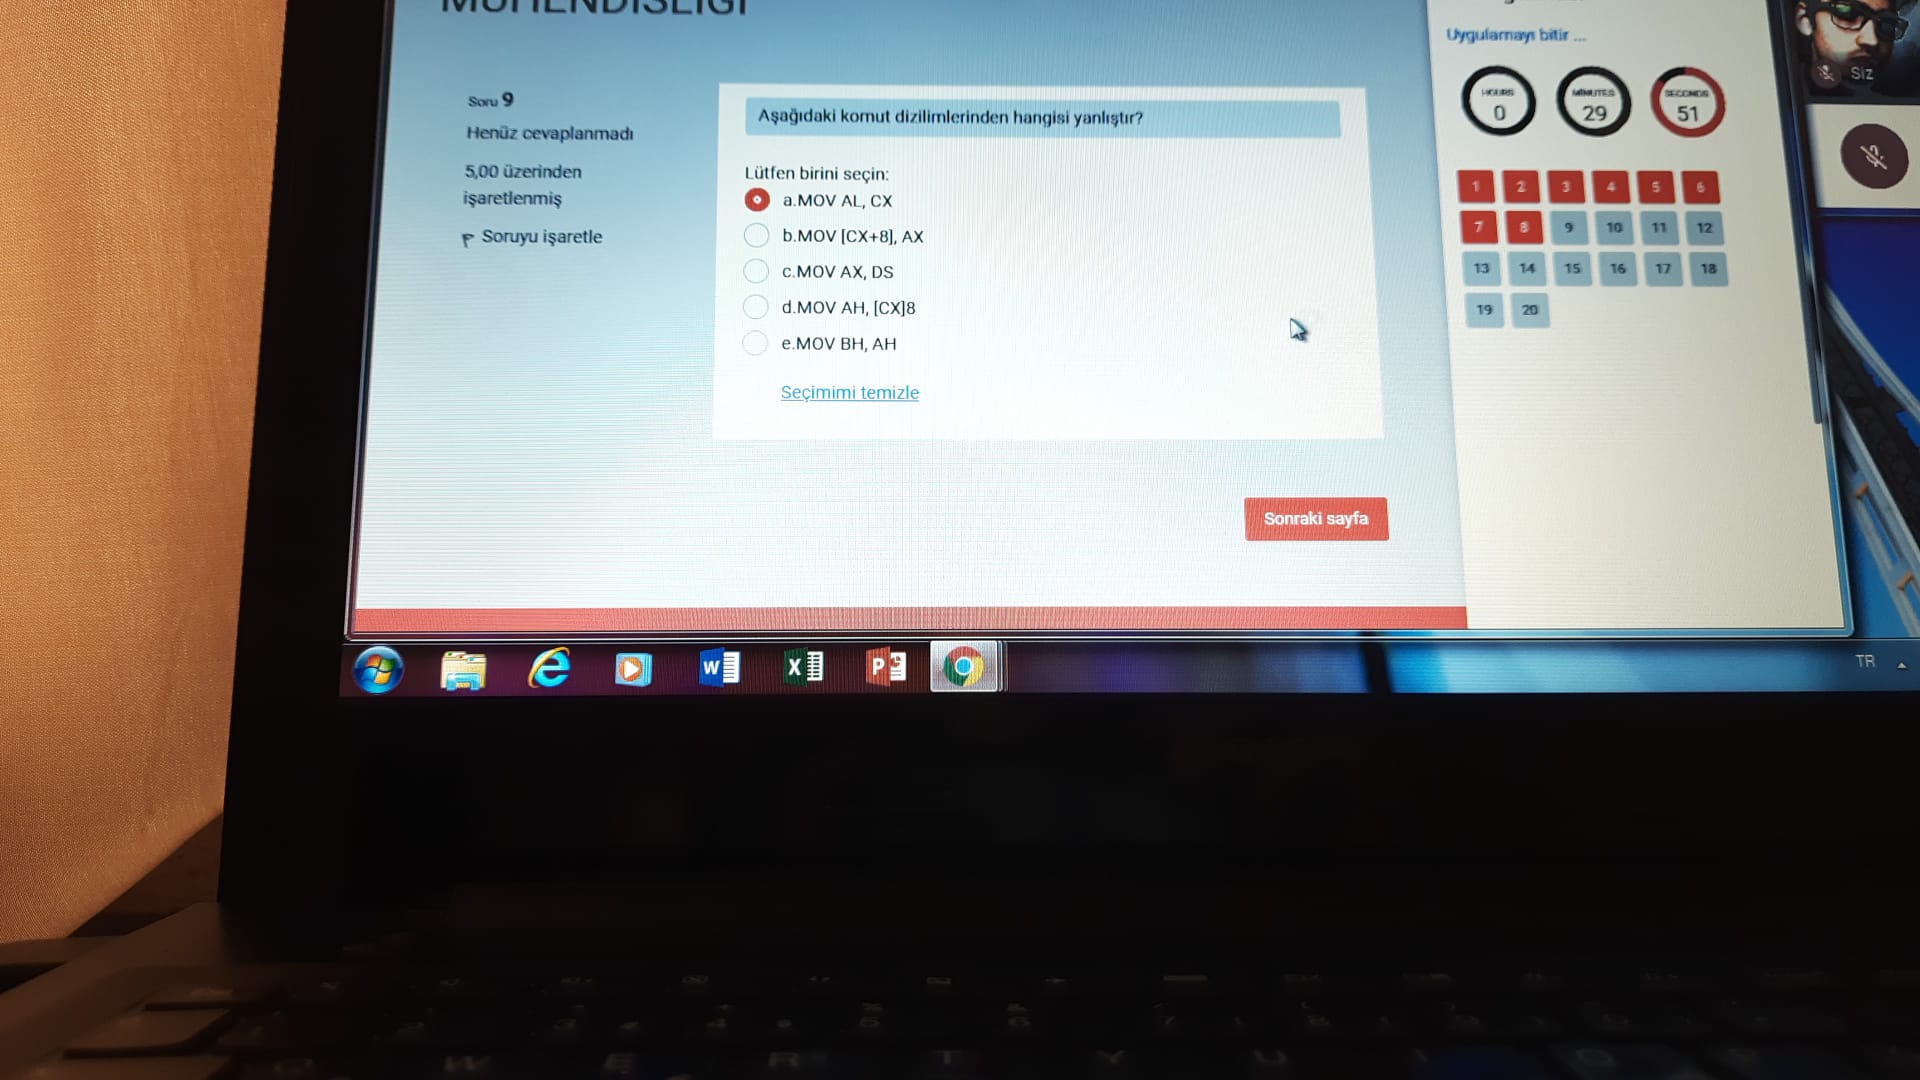 MÜHENDİSLİĞİ
Soru 9
Henüz cevaplanmadı
5,00 üzerinden
işaretlenmiş
Soruyu işaretle
Aşağıdaki komut dizilimlerinden hangisi yanlıştır?
Lütfen birini seçin:
a.MOV AL, CX
b.MOV [CX+8], AX
c.MOV AX, DS
d.MOV AH, [CX]8
e.MOV BH, AH
Seçimimi temizle
Sonraki sayfa
Uygulamayı bitir ...
HOURS
0
MINUTES
29
SECONDS
51
1 2 3 4 5 6
7 8 9 10 11 12
13 14 15 16 17 18
19 20
Siz
TR